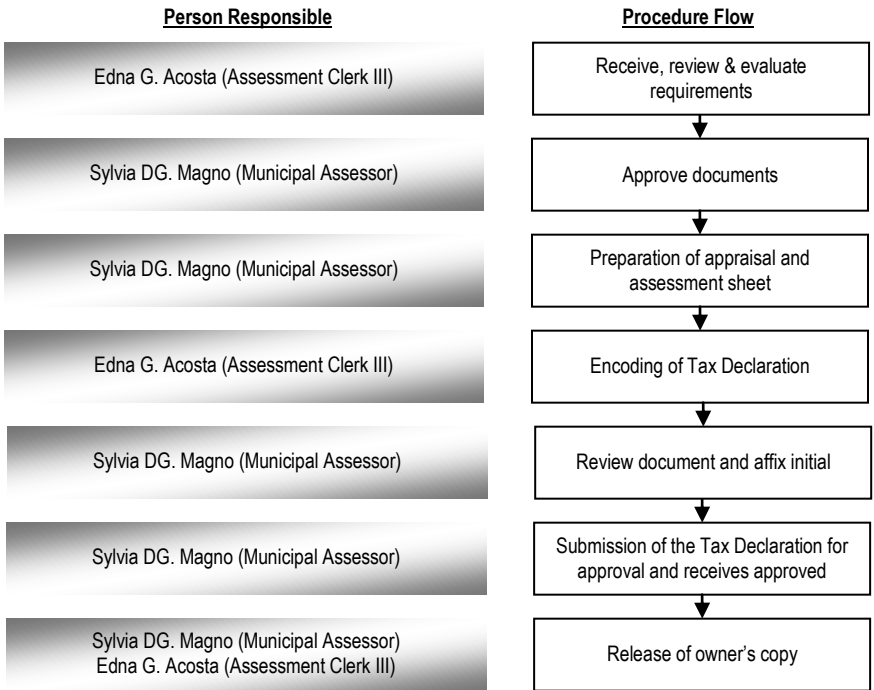 Person Responsible
Procedure Flow
Edna G. Acosta (Assessment Clerk III)
Receive, review & evaluate
requirements
Sylvia DG. Magno (Municipal Assessor)
Approve documents
Sylvia DG. Magno (Municipal Assessor)
Preparation of appraisal and
assessment sheet
Edna G. Acosta (Assessment Clerk III)
Encoding of Tax Declaration
Sylvia DG. Magno (Municipal Assessor)
Review document and affix initial
Sylvia DG. Magno (Municipal Assessor)
Submission of the Tax Declaration for
approval and receives approved
Sylvia DG. Magno (Municipal Assessor)
Edna G. Acosta (Assessment Clerk III)
Release of owner’s copy